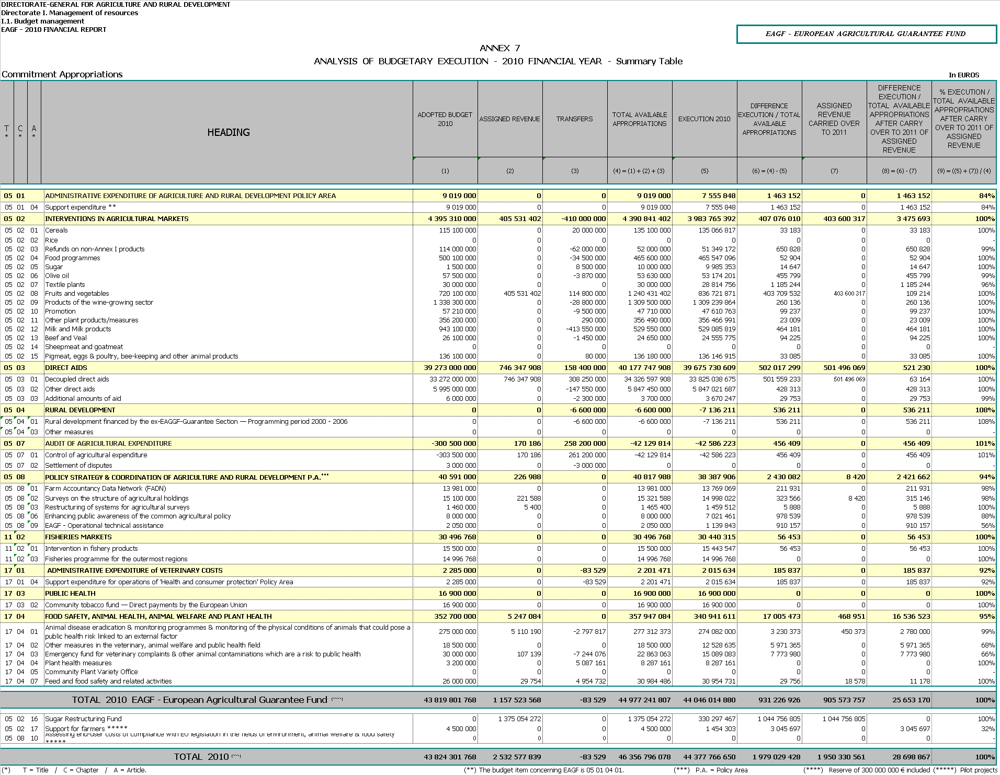 DIRECTORATE-GENERAL FOR AGRICULTURE AND RURAL DEVELOPMENT
Directorate I. Management of resources
I.1. Budget management
EAGF - 2010 FINANCIAL REPORT
EAGF - EUROPEAN AGRICULTURAL GUARANTEE FUND
ANNEX 7
ANALYSIS OF BUDGETARY EXECUTION - 2010 FINANCIAL YEAR - Summary Table
Commitment Appropriations In EUROS
T * C * A * HEADING ADOPTED BUDGET 2010 ASSIGNED REVENUE TRANSFERS TOTAL AVAILABLE APPROPRIATIONS EXECUTION 2010 DIFFERENCE EXECUTION / TOTAL AVAILABLE APPROPRIATIONS ASSIGNED REVENUE CARRIED OVER TO 2011 DIFFERENCE EXECUTION / TOTAL AVAILABLE APPROPRIATIONS AFTER CARRY OVER TO 2011 OF ASSIGNED REVENUE % EXECUTION / TOTAL AVAILABLE APPROPRIATIONS AFTER CARRY OVER TO 2011 OF ASSIGNED REVENUE
(1) (2) (3) (4) = (1) + (2) + (3) (5) (6) = (4) - (5) (7) (8) = (6) - (7) (9) = ((5) + (7)) / (4)
05 01 ADMINISTRATIVE EXPENDITURE OF AGRICULTURE AND RURAL DEVELOPMENT POLICY AREA 9 019 000 0 0 9 019 000 7 555 848 1 463 152 0 1 463 152 84%
05 01 04 Support expenditure ** 9 019 000 0 0 9 019 000 7 555 848 1 463 152 0 1 463 152 84%
05 02 INTERVENTIONS IN AGRICULTURAL MARKETS 4 395 310 000 405 531 402 -410 000 000 4 390 841 402 3 983 765 392 407 076 010 403 600 317 3 475 693 100%
05 02 01 Cereals 115 100 000 0 20 000 000 135 100 000 135 066 817 33 183 0 33 183 100%
05 02 02 Rice 0 0 0 0 0 0 0 0 -
05 02 03 Refunds on non-Annex I products 114 000 000 0 -62 000 000 52 000 000 51 349 172 650 828 0 650 828 99%
05 02 04 Food programmes 500 100 000 0 -34 500 000 465 600 000 465 547 096 52 904 0 52 904 100%
05 02 05 Sugar 1 500 000 0 8 500 000 10 000 000 9 985 353 14 647 0 14 647 100%
05 02 06 Olive oil 57 500 000 0 -3 870 000 53 630 000 53 174 201 455 799 0 455 799 99%
05 02 07 Textile plants 30 000 000 0 0 30 000 000 28 814 756 1 185 244 0 1 185 244 96%
05 02 08 Fruits and vegetables 720 100 000 405 531 402 114 800 000 1 240 431 402 836 721 871 403 709 532 403 600 317 109 214 100%
05 02 09 Products of the wine-growing sector 1 338 300 000 0 -28 800 000 1 309 500 000 1 309 239 864 260 136 0 260 136 100%
05 02 10 Promotion 57 210 000 0 -9 500 000 47 710 000 47 610 763 99 237 0 99 237 100%
05 02 11 Other plant products/measures 356 200 000 0 290 000 356 490 000 356 466 991 23 009 0 23 009 100%
05 02 12 Milk and Milk products 943 100 000 0 -413 550 000 529 550 000 529 085 819 464 181 0 464 181 100%
05 02 13 Beef and Veal 26 100 000 0 -1 450 000 24 650 000 24 555 775 94 225 0 94 225 100%
05 02 14 Sheepmeat and goatmeat 0 0 0 0 0 0 0 0 -
05 02 15 Pigmeat, eggs & poultry, bee-keeping and other animal products 136 100 000 0 80 000 136 180 000 136 146 915 33 085 0 33 085 100%
05 03 DIRECT AIDS 39 273 000 000 746 347 908 158 400 000 40 177 747 908 39 675 730 609 502 017 299 501 496 069 521 230 100%
05 03 01 Decoupled direct aids 33 272 000 000 746 347 908 308 250 000 34 326 597 908 33 825 038 675 501 559 233 501 496 069 63 164 100%
05 03 02 Other direct aids 5 995 000 000 0 -147 550 000 5 847 450 000 5 847 021 687 428 313 0 428 313 100%
05 03 03 Additional amounts of aid 6 000 000 0 -2 300 000 3 700 000 3 670 247 29 753 0 29 753 99%
05 04 RURAL DEVELOPMENT 0 0 -6 600 000 -6 600 000 -7 136 211 536 211 0 536 211 108%
05 04 01 Rural development financed by the ex-EAGGF-Guarantee Section — Programming period 2000 - 2006 0 0 -6 600 000 -6 600 000 -7 136 211 536 211 0 536 211 108%
05 04 03 Other measures 0 0 0 0 0 0 0 0 -
05 07 AUDIT OF AGRICULTURAL EXPENDITURE -300 500 000 170 186 258 200 000 -42 129 814 -42 586 223 456 409 0 456 409 101%
05 07 01 Control of agricultural expenditure -303 500 000 170 186 261 200 000 -42 129 814 -42 586 223 456 409 0 456 409 101%
05 07 02 Settlement of disputes 3 000 000 0 -3 000 000 0 0 0 0 0 -
05 08 POLICY STRATEGY & COORDINATION OF AGRICULTURE AND RURAL DEVELOPMENT P.A.*** 40 591 000 226 988 0 40 817 988 38 387 906 2 430 082 8 420 2 421 662 94%
05 08 01 Farm Accountancy Data Network (FADN) 13 981 000 0 0 13 981 000 13 769 069 211 931 0 211 931 98%
05 08 02 Surveys on the structure of agricultural holdings 15 100 000 221 588 0 15 321 588 14 998 022 323 566 8 420 315 146 98%
05 08 03 Restructuring of systems for agricultural surveys 1 460 000 5 400 0 1 465 400 1 459 512 5 888 0 5 888 100%
05 08 06 Enhancing public awareness of the common agricultural policy 8 000 000 0 0 8 000 000 7 021 461 978 539 0 978 539 88%
05 08 09 EAGF - Operational technical assistance 2 050 000 0 0 2 050 000 1 139 843 910 157 0 910 157 56%
11 02 FISHERIES MARKETS 30 496 768 0 0 30 496 768 30 440 315 56 453 0 56 453 100%
11 02 01 Intervention in fishery products 15 500 000 0 0 15 500 000 15 443 547 56 453 0 56 453 100%
11 02 03 Fisheries programme for the outermost regions 14 996 768 0 0 14 996 768 14 996 768 0 0 0 100%
17 01 ADMINISTRATIVE EXPENDITURE of VETERINARY COSTS 2 285 000 0 -83 529 2 201 471 2 015 634 185 837 0 185 837 92%
17 01 04 Support expenditure for operations of 'Health and consumer protection' Policy Area 2 285 000 0 -83 529 2 201 471 2 015 634 185 837 0 185 837 92%
17 03 PUBLIC HEALTH 16 900 000 0 0 16 900 000 16 900 000 0 0 0 100%
17 03 02 Community tobacco fund — Direct payments by the European Union 16 900 000 0 0 16 900 000 16 900 000 0 0 0 100%
17 04 FOOD SAFETY, ANIMAL HEALTH, ANIMAL WELFARE AND PLANT HEALTH 352 700 000 5 247 084 0 357 947 084 340 941 611 17 005 473 468 951 16 536 523 95%
17 04 01 Animal disease eradication & monitoring programmes & monitoring of the physical conditions of animals that could pose a public health risk linked to an external factor 275 000 000 5 110 190 -2 797 817 277 312 373 274 082 000 3 230 373 450 373 2 780 000 99%
17 04 02 Other measures in the veterinary, animal welfare and public health field 18 500 000 0 0 18 500 000 12 528 635 5 971 365 0 5 971 365 68%
17 04 03 Emergency fund for veterinary complaints & other animal contaminations which are a risk to public health 30 000 000 107 139 -7 244 076 22 863 063 15 089 083 7 773 980 0 7 773 980 66%
17 04 04 Plant health measures 3 200 000 0 5 087 161 8 287 161 8 287 161 0 0 0 100%
17 04 05 Community Plant Variety Office 0 0 0 0 0 0 0 0 -
17 04 07 Feed and food safety and related activities 26 000 000 29 754 4 954 732 30 984 486 30 954 731 29 756 18 578 11 178 100%
TOTAL 2010 EAGF - European Agricultural Guarantee Fund (****) 43 819 801 768 1 157 523 568 -83 529 44 977 241 807 44 046 014 880 931 226 926 905 573 757 25 653 170 100%
05 02 16 Sugar Restructuring Fund 0 1 375 054 272 0 1 375 054 272 330 297 467 1 044 756 805 1 044 756 805 0 100%
05 02 17 Support for farmers ***** 4 500 000 0 0 4 500 000 1 454 303 3 045 697 0 3 045 697 32%
05 08 10 Assessing end-user costs of compliance with EU legislation in the fields of environment, animal welfare & food safety ***** 0 0 0 0 0 0 0 0 -
TOTAL 2010 (***) 43 824 301 768 2 532 577 839 -83 529 46 356 796 078 44 377 766 650 1 979 029 428 1 950 330 561 28 698 867 100%
(*) T = Title / C = Chapter / A = Article. (**) The budget item concerning EAGF is 05 01 04 01. (***) P.A. = Policy Area (****) Reserve of 300 000 000 € included (*****) Pilot projects